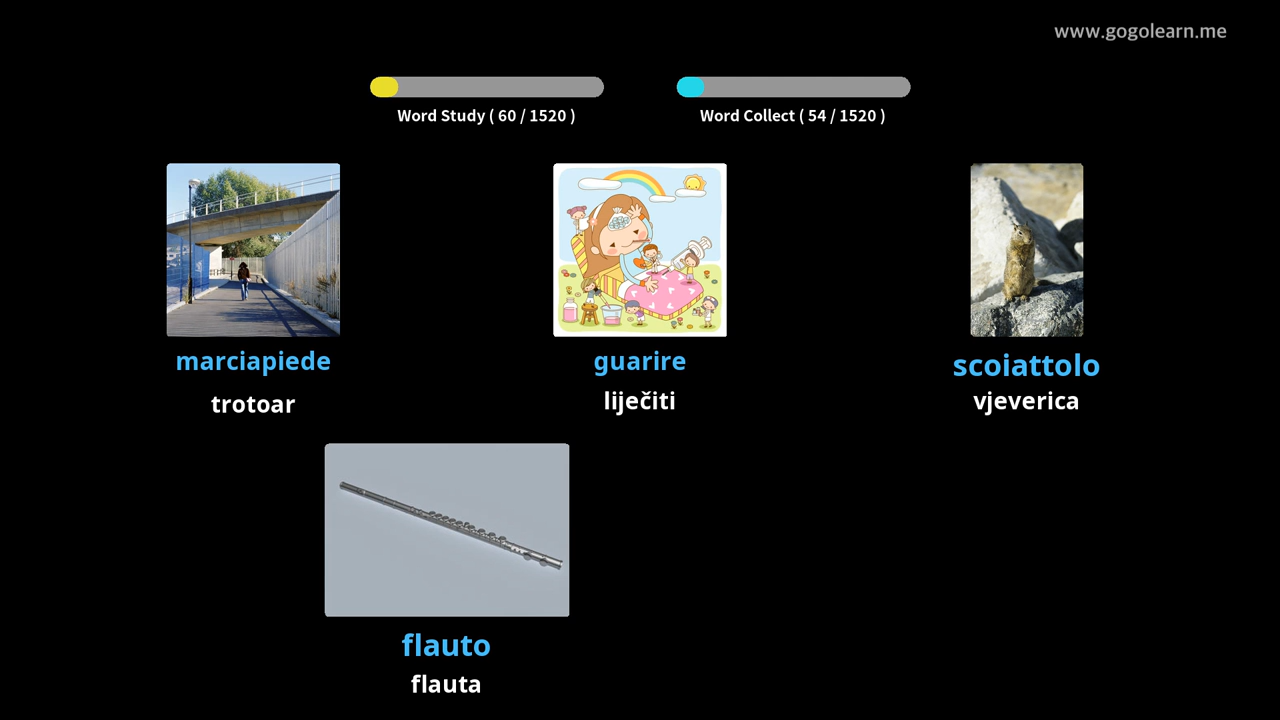 www.gogolearn.me
Word Study ( 60 / 1520 )
Word Collect ( 54 / 1520 )
marciapiede
trotoar
guarire
liječiti
scoiattolo
vjeverica
flauto
flauta